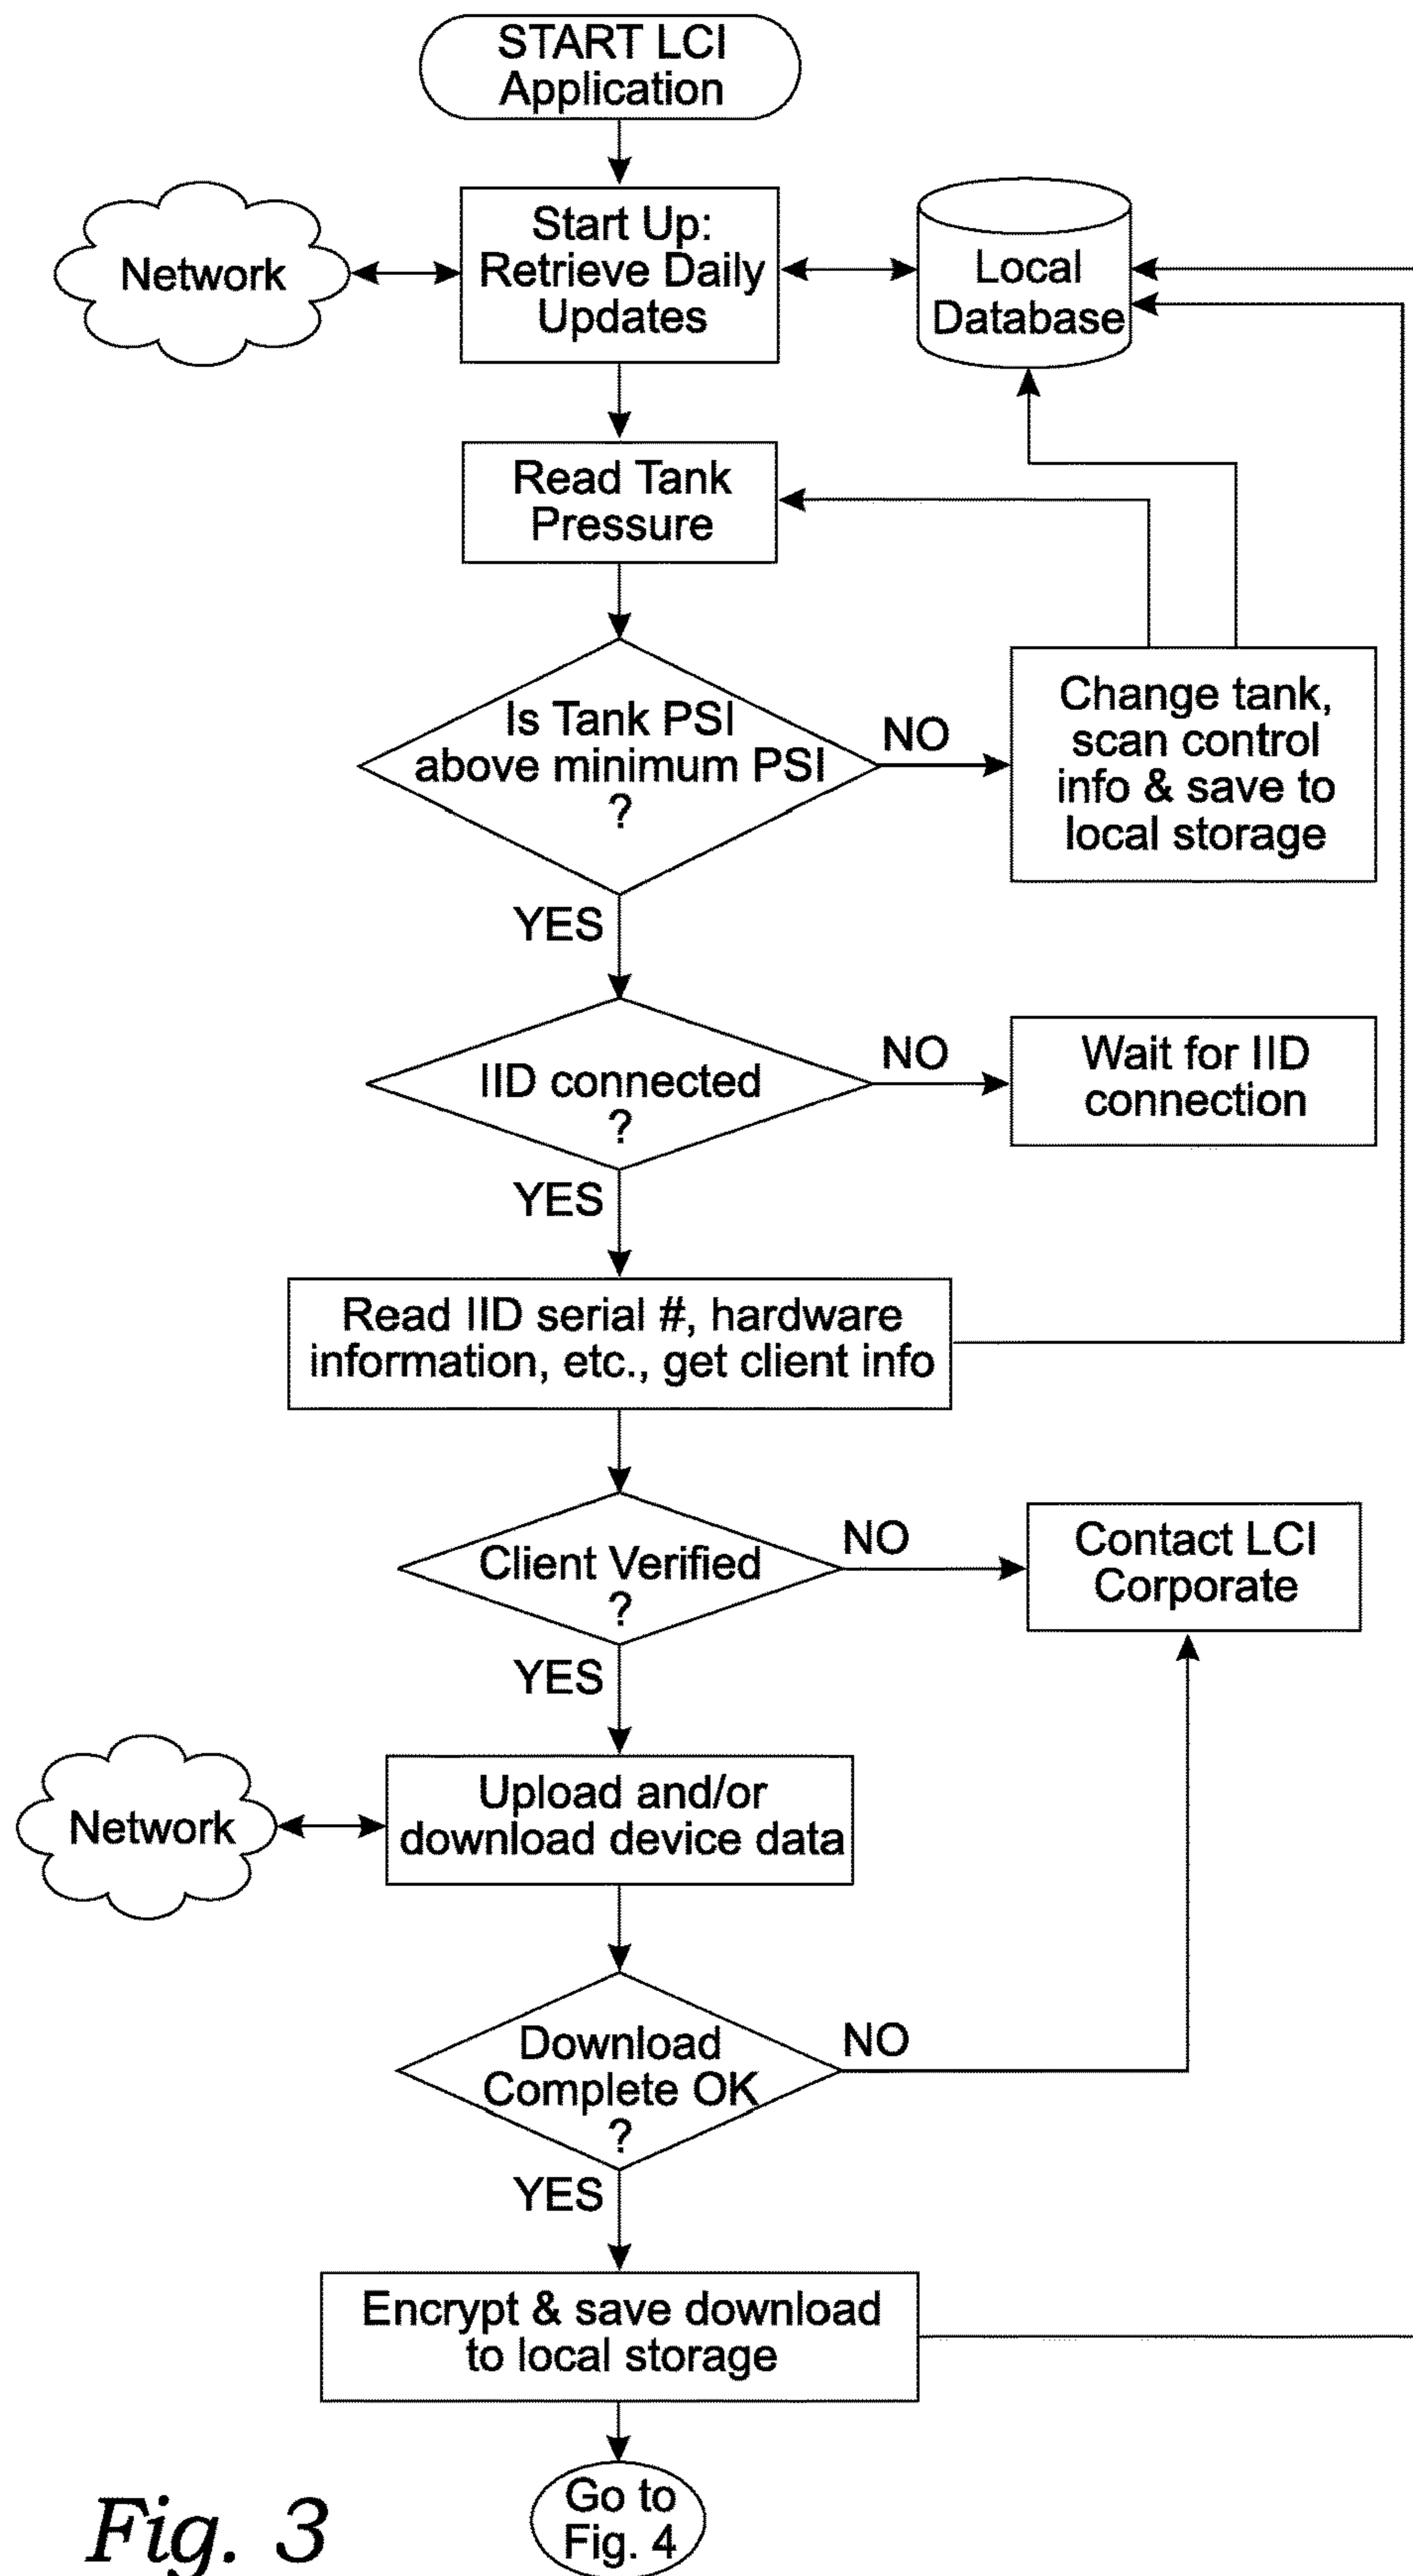 START LCI
Application
Network
Start Up:
Retrieve Daily
Updates
Local
Database
Read Tank
Pressure
Is Tank PSI
above minimum PSI
?
NO
Change tank,
scan control
info & save to
local storage
YES
IID connected
?
NO
Wait for IID
connection
YES
Read IID serial #, hardware
information, etc., get client info
Client Verified
?
NO
Contact LCI
Corporate
YES
Network
Upload and/or
download device data
Download
Complete OK
?
NO
YES
Encrypt & save download
to local storage
Go to
Fig. 4
Fig. 3